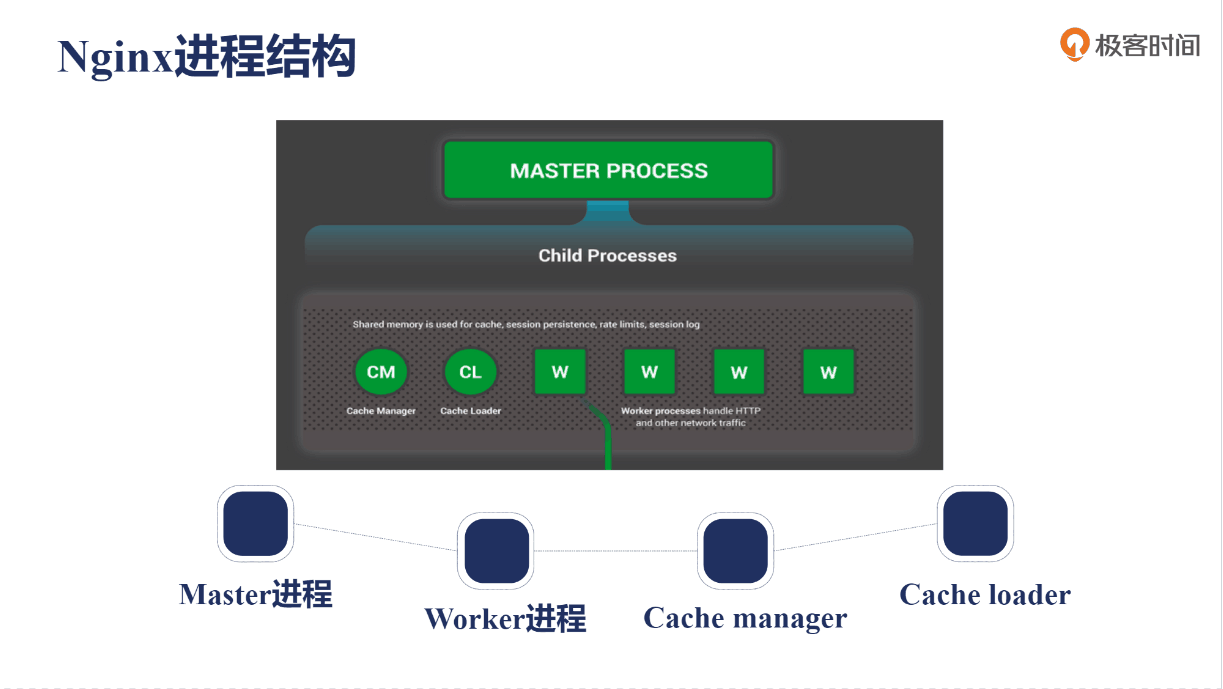 Nginx进程结构
极客时间
MASTER PROCESS
Child Processes
Shared memory is used for cache, session persistence, rate limits, session log
CM
CL
W
W
W
W
Cache Manager
Cache Loader
Worker processes handle HTTP
and other network traffic
Master进程
Worker进程
Cache manager
Cache loader